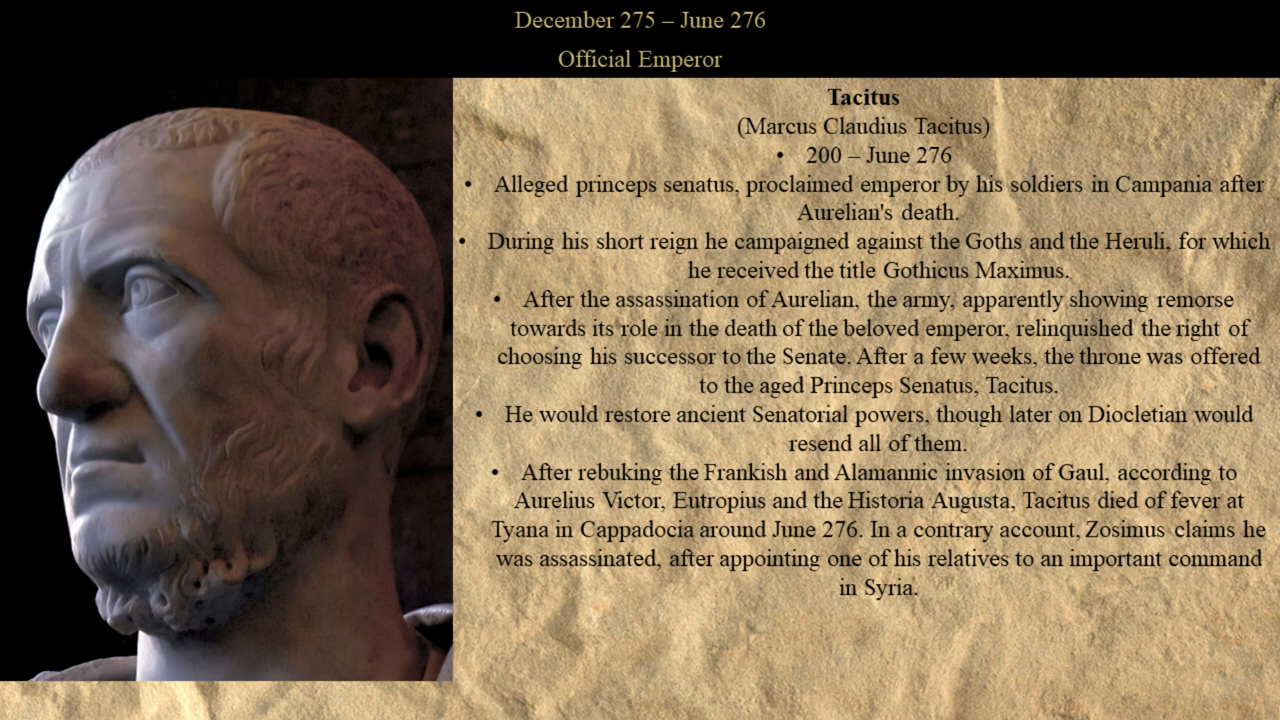 December 275 – June 276
Official Emperor
Tacitus
(Marcus Claudius Tacitus)
• 200 – June 276
• Alleged princeps senatus, proclaimed emperor by his soldiers in Campania after
Aurelian's death.
• During his short reign he campaigned against the Goths and the Heruli, for which
he received the title Gothicus Maximus.
• After the assassination of Aurelian, the army, apparently showing remorse
towards its role in the death of the beloved emperor, relinquished the right of
choosing his successor to the Senate. After a few weeks, the throne was offered
to the aged Princeps Senatus, Tacitus.
• He would restore ancient Senatorial powers, though later on Diocletian would
resend all of them.
• After rebuking the Frankish and Alamannic invasion of Gaul, according to
Aurelius Victor, Eutropius and the Historia Augusta, Tacitus died of fever at
Tyana in Cappadocia around June 276. In a contrary account, Zosimus claims he
was assassinated, after appointing one of his relatives to an important command
in Syria.